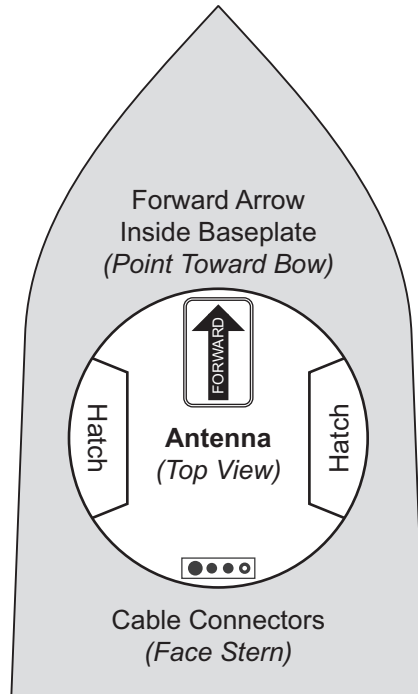 Forward Arrow
Inside Baseplate
(Point Toward Bow)
FORWARD
Hatch
Hatch
Antenna
(Top View)
Cable Connectors
(Face Stern)